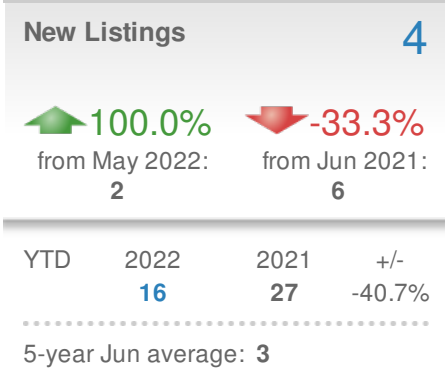 New Listings 4
100.0% -33.3%
from May 2022: from Jun 2021:
2 6
YTD 2022 2021 +/-
16 27 -40.7%
5-year Jun average: 3